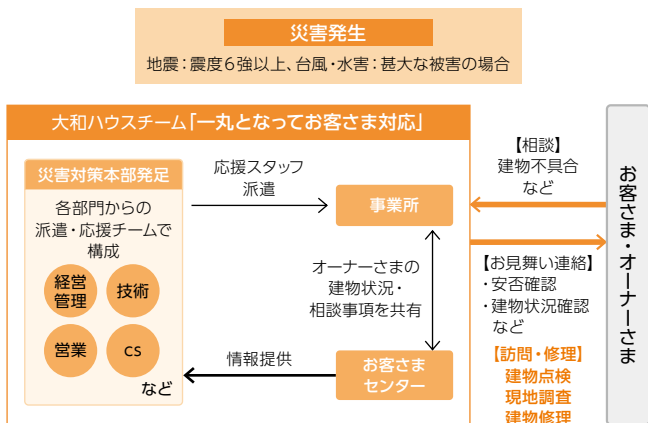 災害発生
地震：震度6強以上、台風・水害：甚大な被害の場合
大和ハウスチーム「一丸となってお客さま対応」
災害対策本部発足
各部門からの
派遣・応援チームで
構成
経営
管理
技術
営業
CS
など
応援スタッフ
派遣
事業所
オーナーさまの
建物状況・
相談事項を共有
情報提供
お客さま
センター
【相談】
建物不具合
など
【お見舞い連絡】
・安否確認
・建物状況確認
など
【訪問・修理】
建物点検
現地調査
建物修理
お客さま・オーナーさま